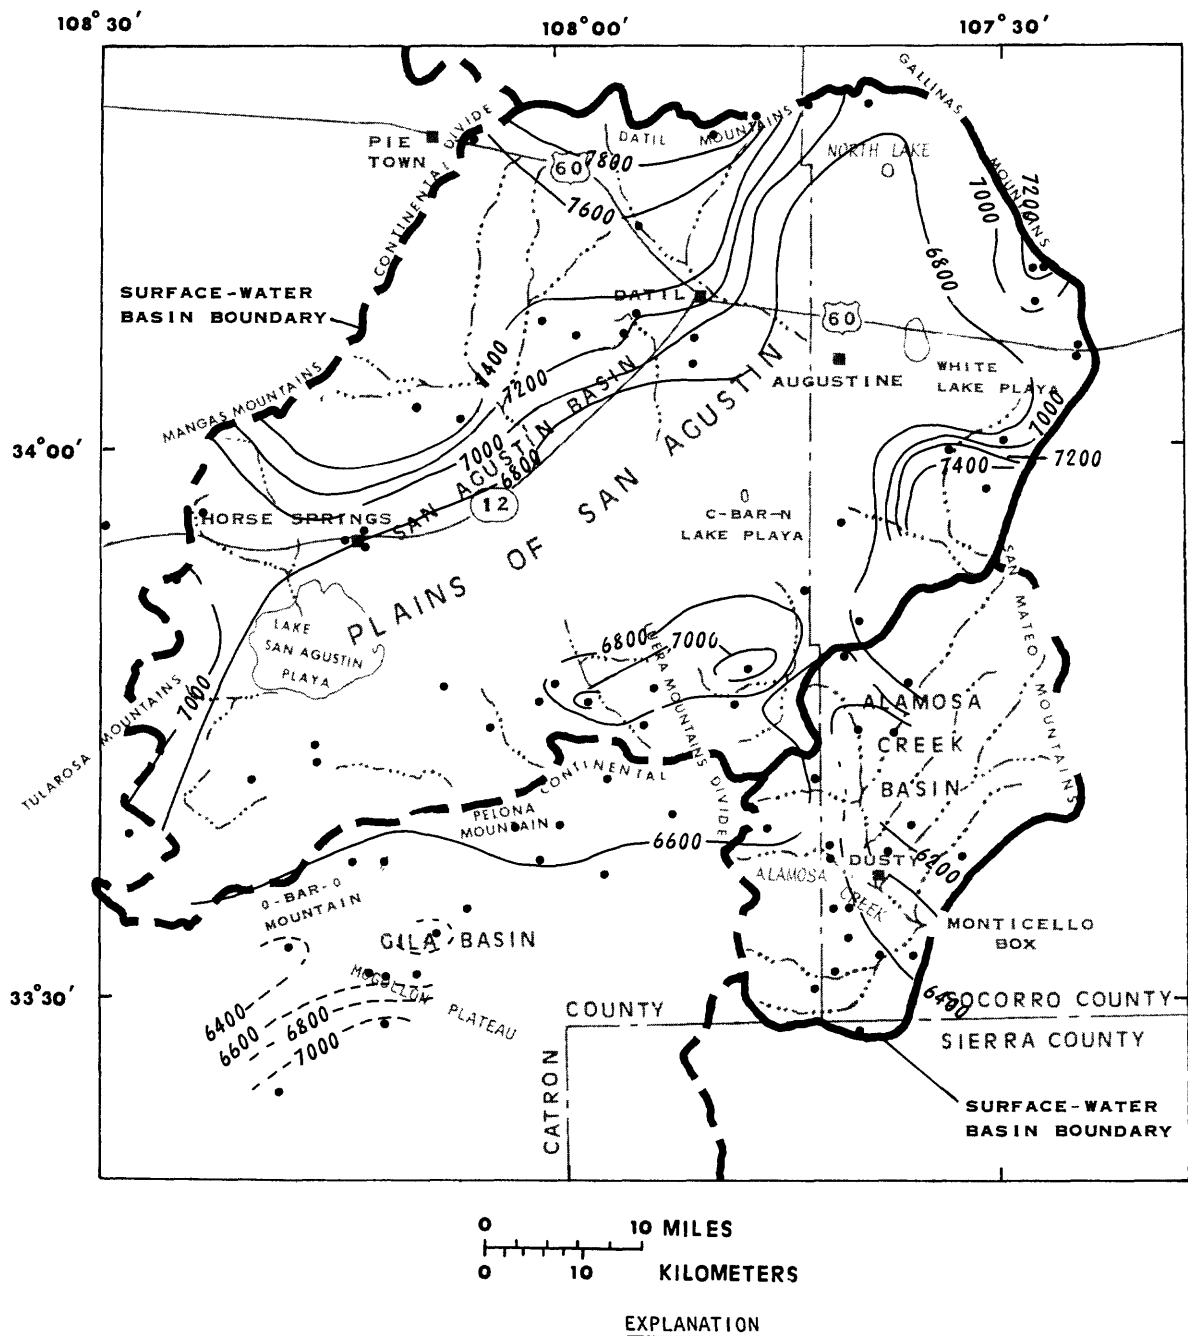 108°30′
108°00′
107°30′
PIE
TOWN
CONTINENTAL DIVIDE
DATIL MOUNTAINS
GALLINAS
MOUNTAINS
NORTH LAKE
60
7800
7600
7000
7200
6800
SURFACE-WATER
BASIN BOUNDARY
DATIL
60
AUGUSTINE
WHITE
LAKE PLAYA
7400
7200
MANGAS MOUNTAINS
34°00′
7000
6800
SAN AGUSTIN BASIN
7000
7400
7200
12
HORSE SPRINGS
PLAINS OF SAN AGUSTIN
C-BAR-N
LAKE PLAYA
SAN MATEO MOUNTAINS
LAKE
SAN AGUSTIN
PLAYA
6800
7000
LUERA MOUNTAINS
7000
TULAROSA MOUNTAINS
ALAMOSA
CREEK
BASIN
CONTINENTAL DIVIDE
PELONA
MOUNTAIN
6600
6200
DUSTY
ALAMOSA CREEK
O-BAR-O
MOUNTAIN
MONTICELLO
BOX
GILA BASIN
MOGOLLON PLATEAU
33°30′
6400
6600
6800
7000
6400
COUNTY
SOCORRO COUNTY
SIERRA COUNTY
CATRON
SURFACE-WATER
BASIN BOUNDARY
0 10 MILES
0 10 KILOMETERS
EXPLANATION